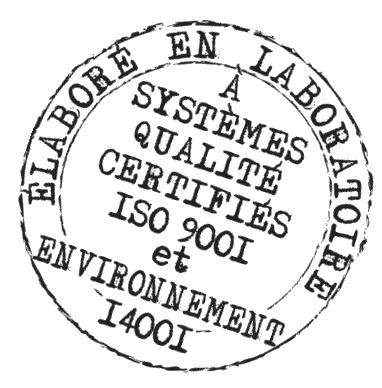 ÉLABORÉ EN LABORATOIRE
À
SYSTÈMES
QUALITÉ
CERTIFIÉS
ISO 9001
et
ENVIRONNEMENT
14001